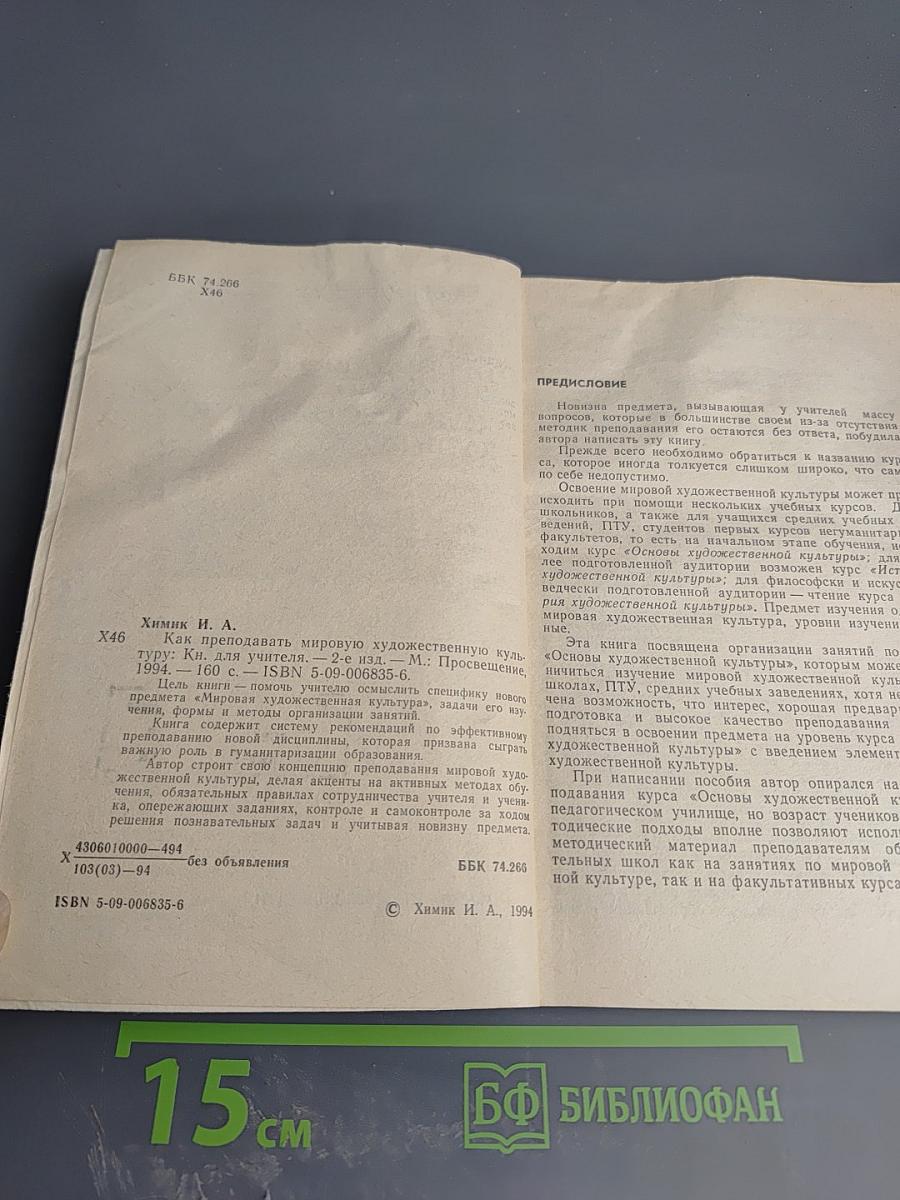 ББК 74.266
Х46
Химик И. А.
Х46 Как преподавать мировую художественную куль-
туру: Кн. для учителя. — 2-е изд. — М.: Просвещение,
1994. — 160 с. — ISBN 5-09-006835-6.
Цель книги — помочь учителю осмыслить специфику нового
предмета «Мировая художественная культура», задачи его изу-
чения, формы и методы организации занятий.
Книга содержит систему рекомендаций по эффективному
преподаванию новой дисциплины, которая призвана сыграть
важную роль в гуманитаризации образования.
Автор строит свою концепцию преподавания мировой худо-
жественной культуры, делая акценты на активных методах обу-
чения, обязательных правилах сотрудничества учителя и учени-
ка, опережающих заданиях, контроле и самоконтроле за ходом
решения познавательных задач и учитывая новизну предмета.
Х 4306010000—494
103(03)—94 без объявления
ББК 74.266
ISBN 5-09-006835-6
© Химик И. А., 1994
ПРЕДИСЛОВИЕ
Новизна предмета, вызывающая у учителей массу
вопросов, которые в большинстве своем из-за отсутствия
методик преподавания его остаются без ответа, побудила
автора написать эту книгу.
Прежде всего необходимо обратиться к названию кур
са, которое иногда толкуется слишком широко, что сам
по себе недопустимо.
Освоение мировой художественной культуры может пр
исходить при помощи нескольких учебных курсов. Д
школьников, а также для учащихся средних учебных
ведений, ПТУ, студентов первых курсов негуманитар
факультетов, то есть на начальном этапе обучения, не
ходим курс «Основы художественной культуры»; для
лее подготовленной аудитории возможен курс «Ист
художественной культуры»; для философски и искус
ведчески подготовленной аудитории — чтение курса
рия художественной культуры». Предмет изучения о
мировая художественная культура, уровни изучени
ные.
Эта книга посвящена организации занятий по
«Основы художественной культуры», которым може
ничиться изучение мировой художественной куль
школах, ПТУ, средних учебных заведениях, хотя не
чена возможность, что интерес, хорошая предвар
подготовка и высокое качество преподавания
подняться в освоении предмета на уровень курса
художественной культуры» с введением элемент
художественной культуры.
При написании пособия автор опирался на
подавания курса «Основы художественной ку
педагогическом училище, но возраст учеников
тодические подходы вполне позволяют исполь
методический материал преподавателям об
тельных школ как на занятиях по мировой
ной культуре, так и на факультативных курса
15 см
БФ БИБЛИОФАН